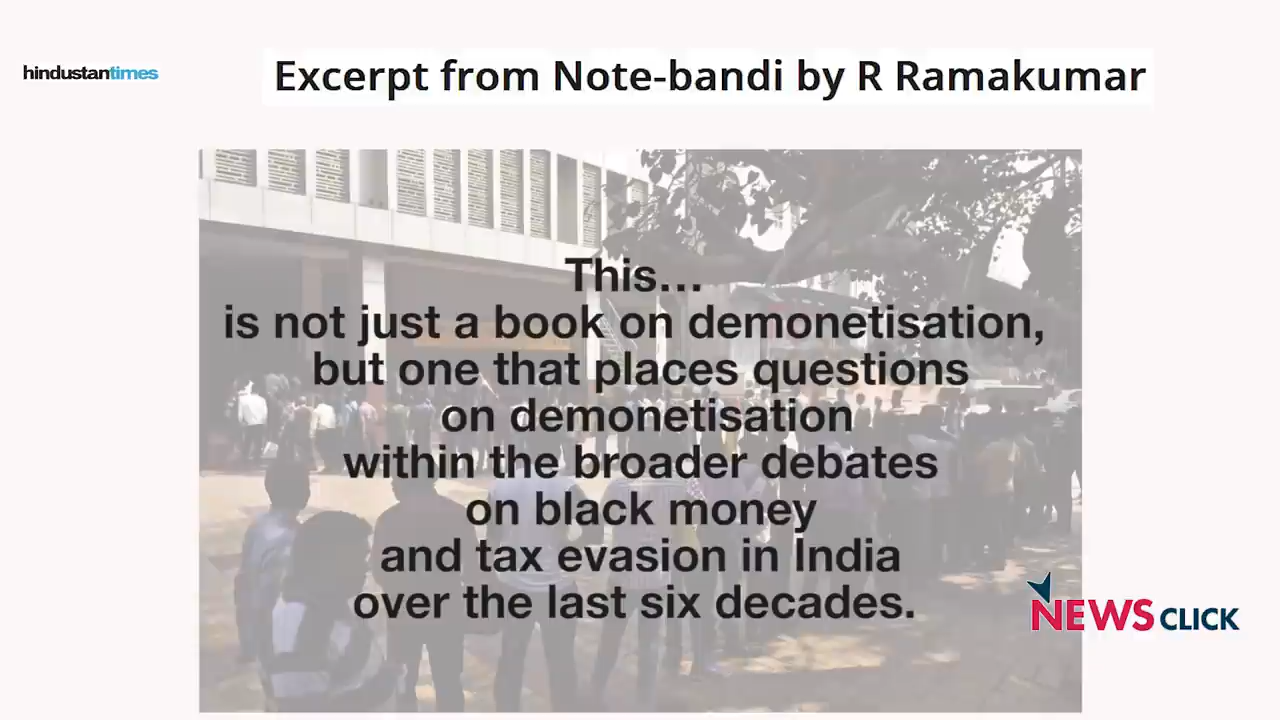 hindustantimes
Excerpt from Note-bandi by R Ramakumar
This...
is not just a book on demonetisation,
but one that places questions
on demonetisation
within the broader debates
on black money
and tax evasion in India
over the last six decades.
NEWSCLICK